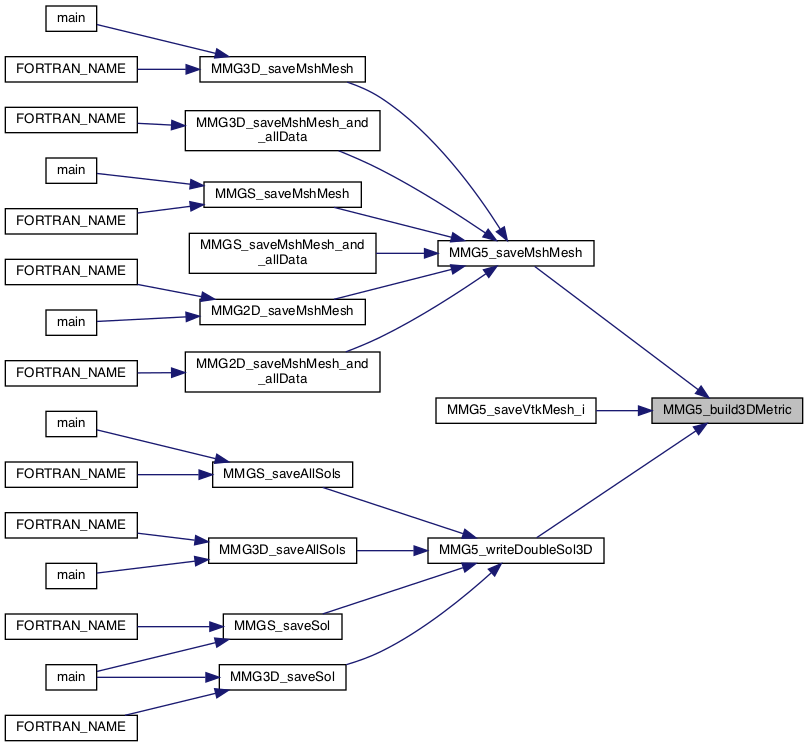 main
FORTRAN_NAME
MMG3D_saveMshMesh
FORTRAN_NAME
MMG3D_saveMshMesh_and
_allData
main
MMGS_saveMshMesh
FORTRAN_NAME
MMGS_saveMshMesh_and
_allData
MMG5_saveMshMesh
FORTRAN_NAME
MMG2D_saveMshMesh
main
FORTRAN_NAME
MMG2D_saveMshMesh_and
_allData
MMG5_saveVtkMesh_i
MMG5_build3DMetric
main
FORTRAN_NAME
MMGS_saveAllSols
FORTRAN_NAME
MMG3D_saveAllSols
MMG5_writeDoubleSol3D
main
FORTRAN_NAME
MMGS_saveSol
main
MMG3D_saveSol
FORTRAN_NAME